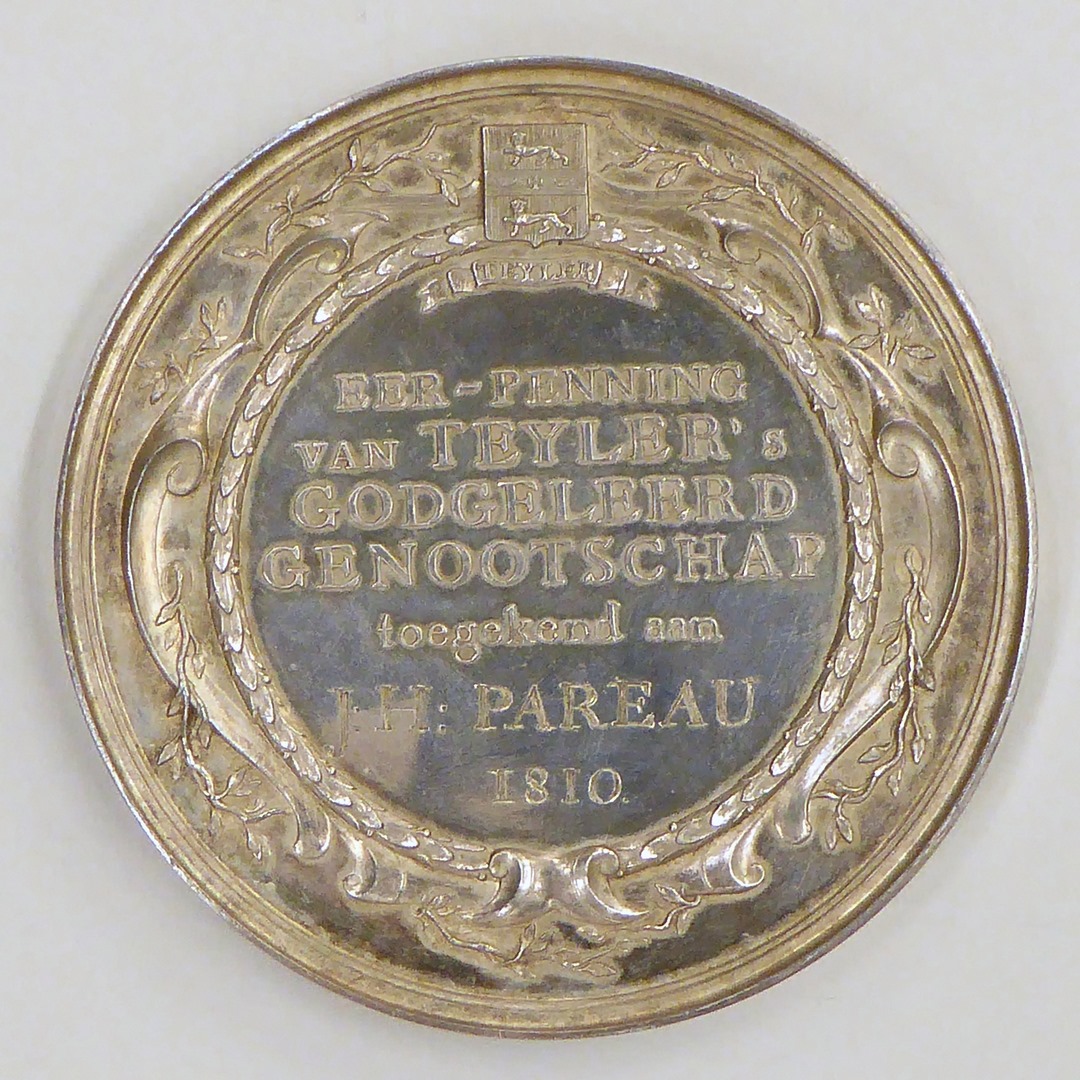 TEYLER
EER-PENNING
VAN TEYLER's
GODGELEERD
GENOOTSCHAP
toegekend aan
J: H: PAREAU
1810.